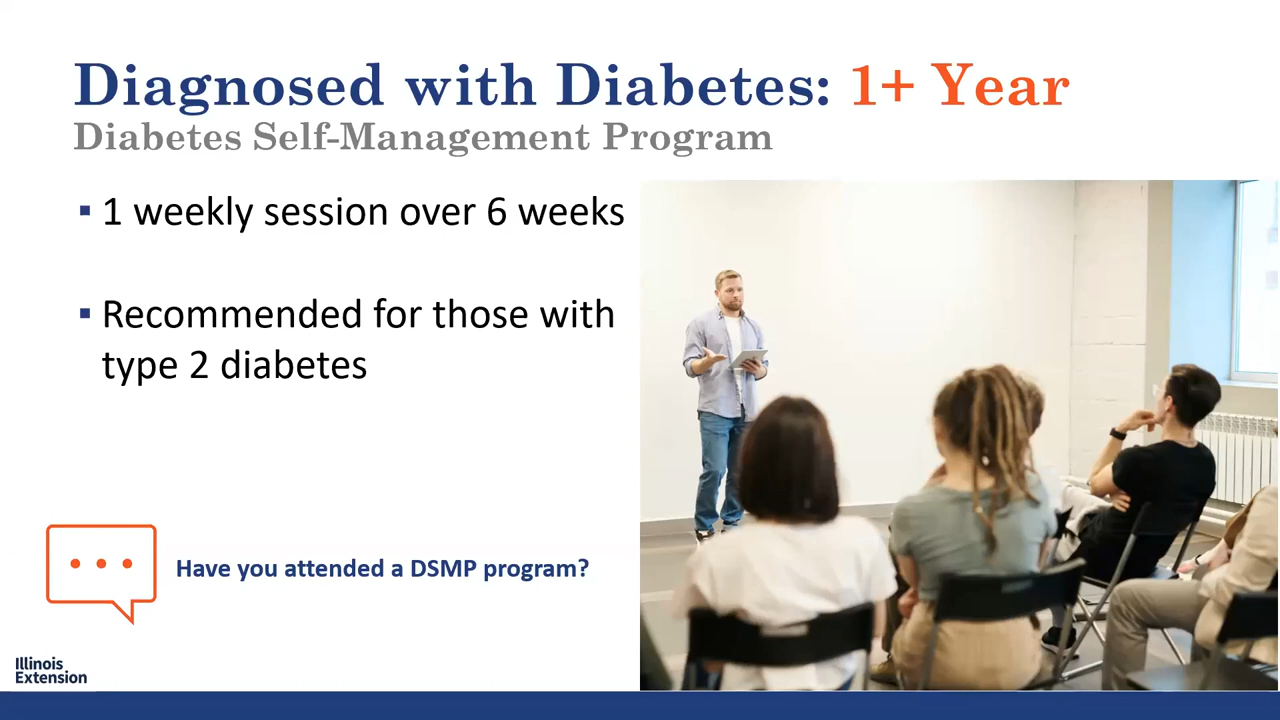 Diagnosed with Diabetes: 1+ Year
Diabetes Self-Management Program
▪ 1 weekly session over 6 weeks
▪ Recommended for those with
type 2 diabetes
Have you attended a DSMP program?
Illinois
Extension